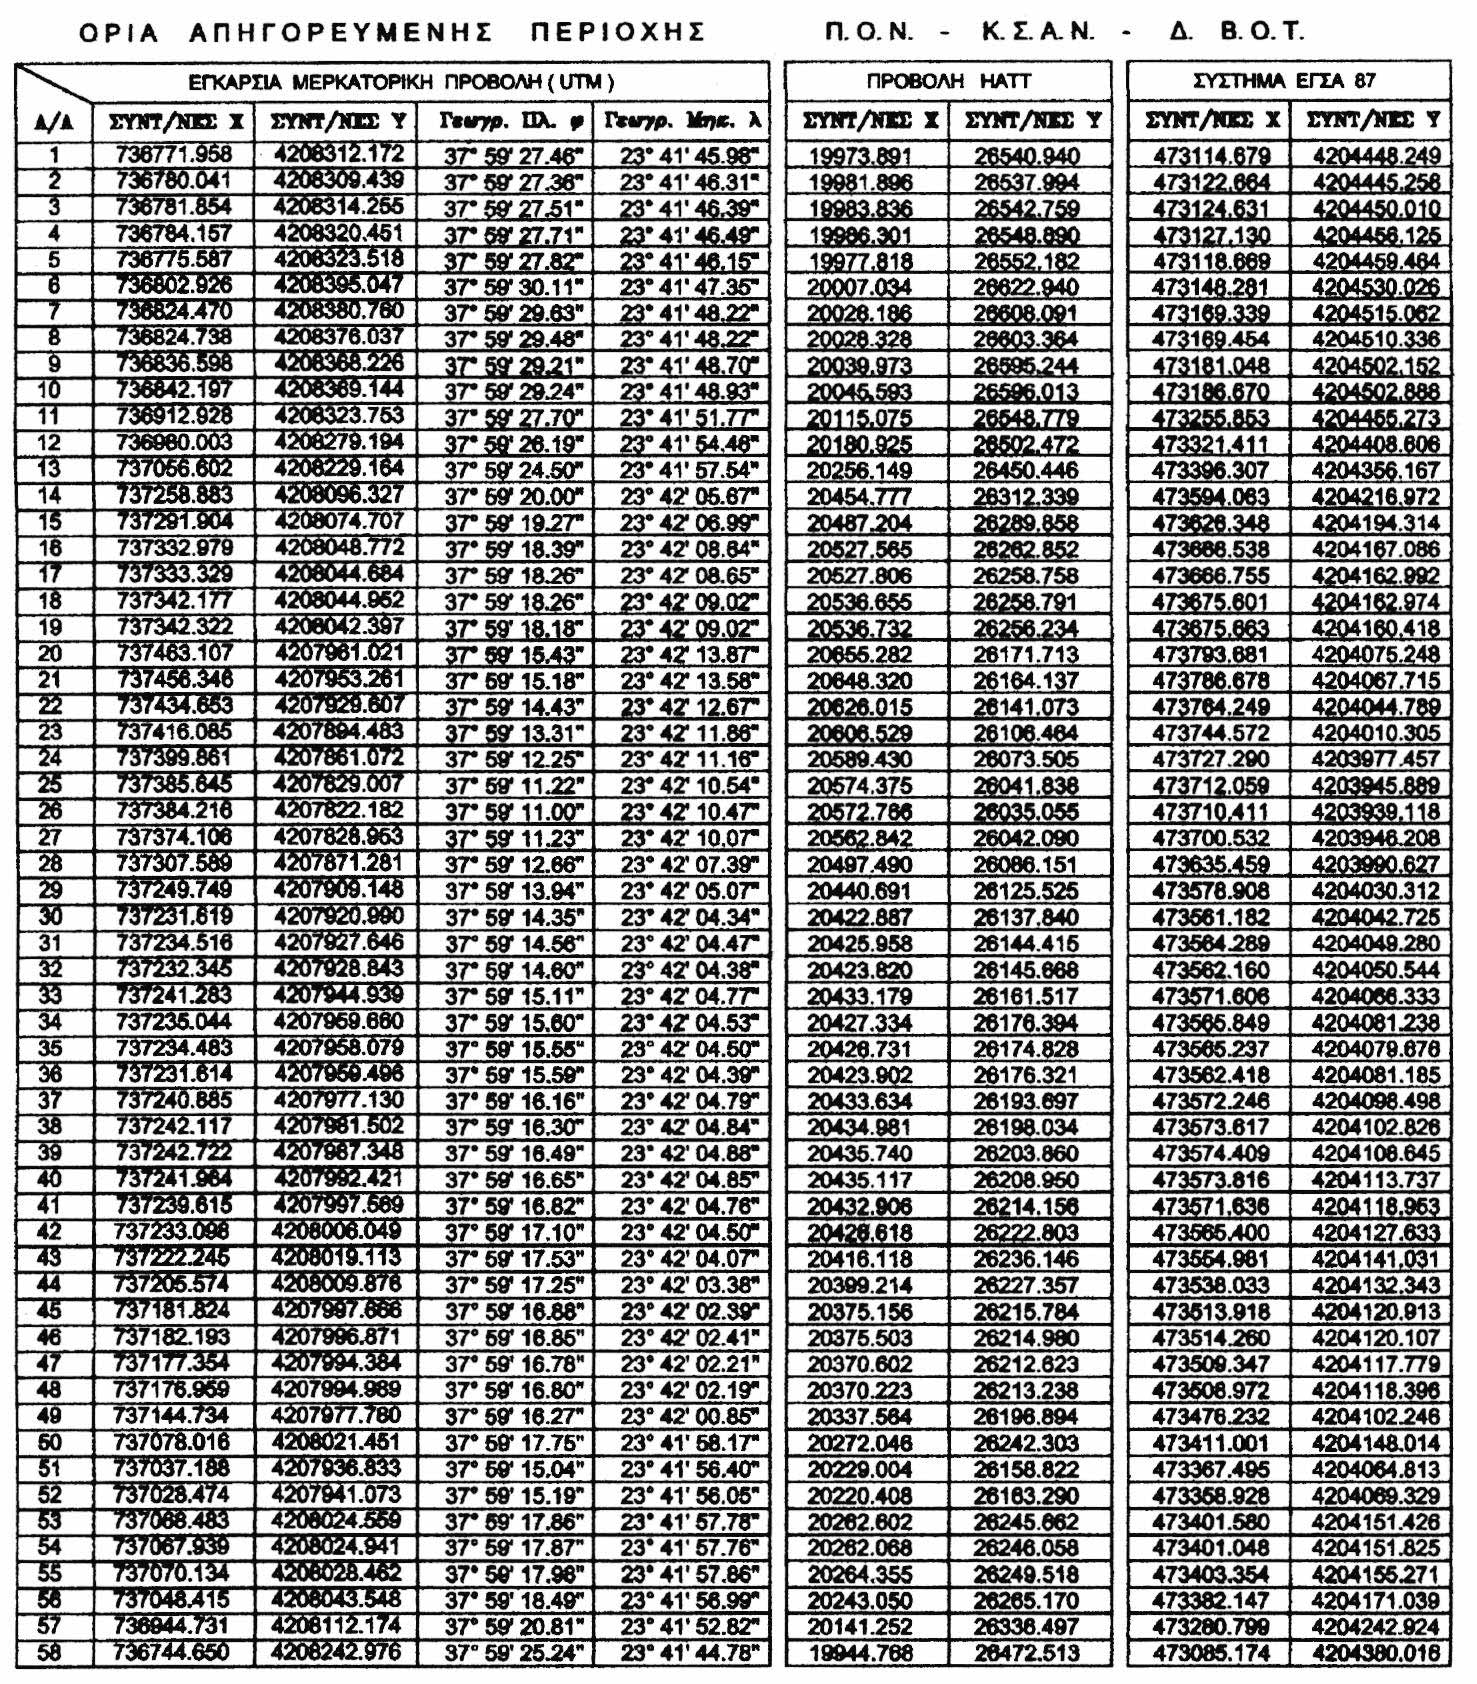 ΟΡΙΑ ΑΠΗΓΟΡΕΥΜΕΝΗΣ ΠΕΡΙΟΧΗΣ Π.Ο.Ν. - Κ.Σ.Α.Ν. - Δ. Β.Ο.Τ.
ΕΓΚΑΡΣΙΑ ΜΕΡΚΑΤΟΡΙΚΗ ΠΡΟΒΟΛΗ ( UTM ) ΠΡΟΒΟΛΗ HATT ΣΥΣΤΗΜΑ ΕΓΣΑ 87
Α/Α ΣΥΝΤ/ΝΕΣ Χ ΣΥΝΤ/ΝΕΣ Υ Γεωγρ. Πλ. φ Γεωγρ. Μηκ. λ ΣΥΝΤ/ΝΕΣ Χ ΣΥΝΤ/ΝΕΣ Υ ΣΥΝΤ/ΝΕΣ Χ ΣΥΝΤ/ΝΕΣ Υ
1 736771.958 4208312.172 37° 59' 27.46" 23° 41' 45.98" 19973.891 26540.940 473114.679 4204448.249
2 736780.041 4208309.439 37° 59' 27.36" 23° 41' 46.31" 19981.896 26537.994 473122.664 4204445.258
3 736781.854 4208314.255 37° 59' 27.51" 23° 41' 46.39" 19983.836 26542.759 473124.631 4204450.010
4 736784.157 4208320.451 37° 59' 27.71" 23° 41' 46.49" 19986.301 26548.890 473127.130 4204456.125
5 736775.587 4208323.518 37° 59' 27.82" 23° 41' 46.15" 19977.818 26552.182 473118.669 4204459.464
6 736802.926 4208395.047 37° 59' 30.11" 23° 41' 47.35" 20007.034 26622.940 473148.281 4204530.026
7 736824.470 4208380.760 37° 59' 29.63" 23° 41' 48.22" 20028.186 26608.091 473169.339 4204515.062
8 736824.738 4208376.037 37° 59' 29.48" 23° 41' 48.22" 20028.328 26603.364 473169.454 4204510.336
9 736836.598 4208368.226 37° 59' 29.21" 23° 41' 48.70" 20039.973 26595.244 473181.048 4204502.152
10 736842.197 4208369.144 37° 59' 29.24" 23° 41' 48.93" 20045.593 26596.013 473186.670 4204502.888
11 736912.928 4208323.753 37° 59' 27.70" 23° 41' 51.77" 20115.075 26548.779 473255.853 4204455.273
12 736980.003 4208279.194 37° 59' 26.19" 23° 41' 54.46" 20180.925 26502.472 473321.411 4204408.606
13 737056.602 4208229.164 37° 59' 24.50" 23° 41' 57.54" 20256.149 26450.446 473396.307 4204356.167
14 737258.883 4208096.327 37° 59' 20.00" 23° 42' 05.67" 20454.777 26312.339 473594.063 4204216.972
15 737291.904 4208074.707 37° 59' 19.27" 23° 42' 06.99" 20487.204 26289.858 473626.348 4204194.314
16 737332.979 4208048.772 37° 59' 18.39" 23° 42' 08.64" 20527.565 26262.852 473666.538 4204167.086
17 737333.329 4208044.684 37° 59' 18.26" 23° 42' 08.65" 20527.806 26258.758 473666.755 4204162.992
18 737342.177 4208044.952 37° 59' 18.26" 23° 42' 09.02" 20536.655 26258.791 473675.601 4204162.974
19 737342.322 4208042.397 37° 59' 18.18" 23° 42' 09.02" 20536.732 26256.234 473675.663 4204160.418
20 737463.107 4207961.021 37° 59' 15.43" 23° 42' 13.87" 20655.282 26171.713 473793.681 4204075.248
21 737456.346 4207953.261 37° 59' 15.18" 23° 42' 13.58" 20648.320 26164.137 473786.678 4204067.715
22 737434.653 4207929.607 37° 59' 14.43" 23° 42' 12.67" 20626.015 26141.073 473764.249 4204044.789
23 737416.085 4207894.483 37° 59' 13.31" 23° 42' 11.86" 20606.529 26106.464 473744.572 4204010.305
24 737399.861 4207861.072 37° 59' 12.25" 23° 42' 11.16" 20589.430 26073.505 473727.290 4203977.457
25 737385.645 4207829.007 37° 59' 11.22" 23° 42' 10.54" 20574.375 26041.838 473712.059 4203945.889
26 737384.216 4207822.182 37° 59' 11.00" 23° 42' 10.47" 20572.766 26035.055 473710.411 4203939.118
27 737374.106 4207828.953 37° 59' 11.23" 23° 42' 10.07" 20562.842 26042.090 473700.532 4203946.208
28 737307.589 4207871.281 37° 59' 12.66" 23° 42' 07.39" 20497.490 26086.151 473635.459 4203990.627
29 737249.749 4207909.148 37° 59' 13.94" 23° 42' 05.07" 20440.691 26125.525 473578.908 4204030.312
30 737231.619 4207920.990 37° 59' 14.35" 23° 42' 04.34" 20422.887 26137.840 473561.182 4204042.725
31 737234.516 4207927.646 37° 59' 14.56" 23° 42' 04.47" 20425.958 26144.415 473564.289 4204049.280
32 737232.345 4207928.843 37° 59' 14.60" 23° 42' 04.38" 20423.820 26145.668 473562.160 4204050.544
33 737241.283 4207944.939 37° 59' 15.11" 23° 42' 04.77" 20433.179 26161.517 473571.606 4204066.333
34 737235.044 4207959.660 37° 59' 15.60" 23° 42' 04.53" 20427.334 26176.394 473565.849 4204081.238
35 737234.483 4207958.079 37° 59' 15.55" 23° 42' 04.50" 20426.731 26174.828 473565.237 4204079.676
36 737231.614 4207959.496 37° 59' 15.59" 23° 42' 04.39" 20423.902 26176.321 473562.418 4204081.185
37 737240.885 4207977.130 37° 59' 16.16" 23° 42' 04.79" 20433.634 26193.697 473572.246 4204098.498
38 737242.117 4207981.502 37° 59' 16.30" 23° 42' 04.84" 20434.981 26198.034 473573.617 4204102.826
39 737242.722 4207987.348 37° 59' 16.49" 23° 42' 04.88" 20435.740 26203.860 473574.409 4204108.645
40 737241.964 4207992.421 37° 59' 16.65" 23° 42' 04.85" 20435.117 26208.950 473573.816 4204113.737
41 737239.615 4207997.569 37° 59' 16.82" 23° 42' 04.76" 20432.906 26214.156 473571.636 4204118.953
42 737233.098 4208006.049 37° 59' 17.10" 23° 42' 04.50" 20426.618 26222.803 473565.400 4204127.633
43 737222.245 4208019.113 37° 59' 17.53" 23° 42' 04.07" 20416.118 26236.146 473554.981 4204141.031
44 737205.574 4208009.876 37° 59' 17.25" 23° 42' 03.38" 20399.214 26227.357 473538.033 4204132.343
45 737181.824 4207997.666 37° 59' 16.88" 23° 42' 02.39" 20375.156 26215.784 473513.918 4204120.913
46 737182.193 4207996.871 37° 59' 16.85" 23° 42' 02.41" 20375.503 26214.980 473514.260 4204120.107
47 737177.354 4207994.384 37° 59' 16.78" 23° 42' 02.21" 20370.602 26212.623 473509.347 4204117.779
48 737176.959 4207994.989 37° 59' 16.80" 23° 42' 02.19" 20370.223 26213.238 473508.972 4204118.396
49 737144.734 4207977.780 37° 59' 16.27" 23° 42' 00.85" 20337.564 26196.894 473476.232 4204102.246
50 737078.016 4208021.451 37° 59' 17.75" 23° 41' 58.17" 20272.046 26242.303 473411.001 4204148.014
51 737037.188 4207936.833 37° 59' 15.04" 23° 41' 56.40" 20229.004 26158.822 473367.495 4204064.813
52 737028.474 4207941.073 37° 59' 15.19" 23° 41' 56.05" 20220.408 26163.290 473358.928 4204069.329
53 737068.483 4208024.559 37° 59' 17.86" 23° 41' 57.78" 20262.602 26245.662 473401.580 4204151.426
54 737067.939 4208024.941 37° 59' 17.87" 23° 41' 57.76" 20262.068 26246.058 473401.048 4204151.825
55 737070.134 4208028.462 37° 59' 17.98" 23° 41' 57.86" 20264.355 26249.518 473403.354 4204155.271
56 737048.415 4208043.548 37° 59' 18.49" 23° 41' 56.99" 20243.050 26265.170 473382.147 4204171.039
57 736944.731 4208112.174 37° 59' 20.81" 23° 41' 52.82" 20141.252 26336.497 473280.799 4204242.924
58 736744.650 4208242.976 37° 59' 25.24" 23° 41' 44.78" 19944.768 26472.513 473085.174 4204380.016